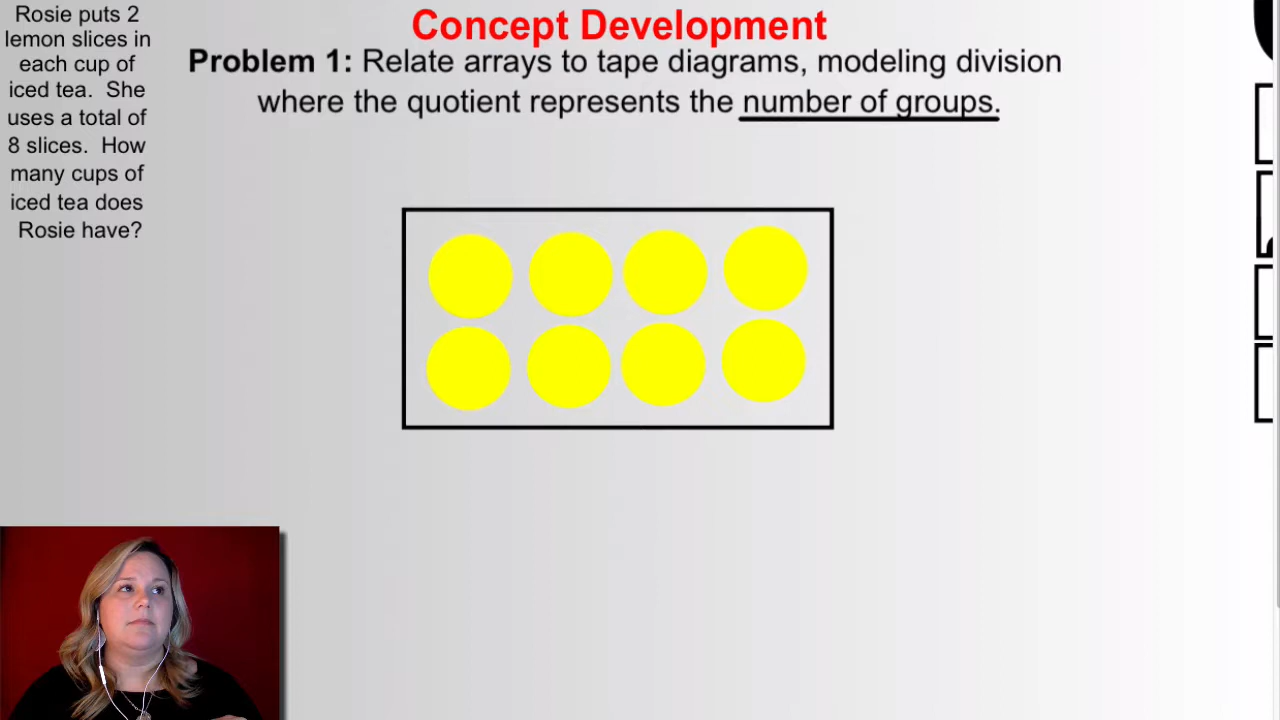 Rosie puts 2
lemon slices in
each cup of
iced tea. She
uses a total of
8 slices. How
many cups of
iced tea does
Rosie have?
Concept Development
Problem 1: Relate arrays to tape diagrams, modeling division
where the quotient represents the number of groups.